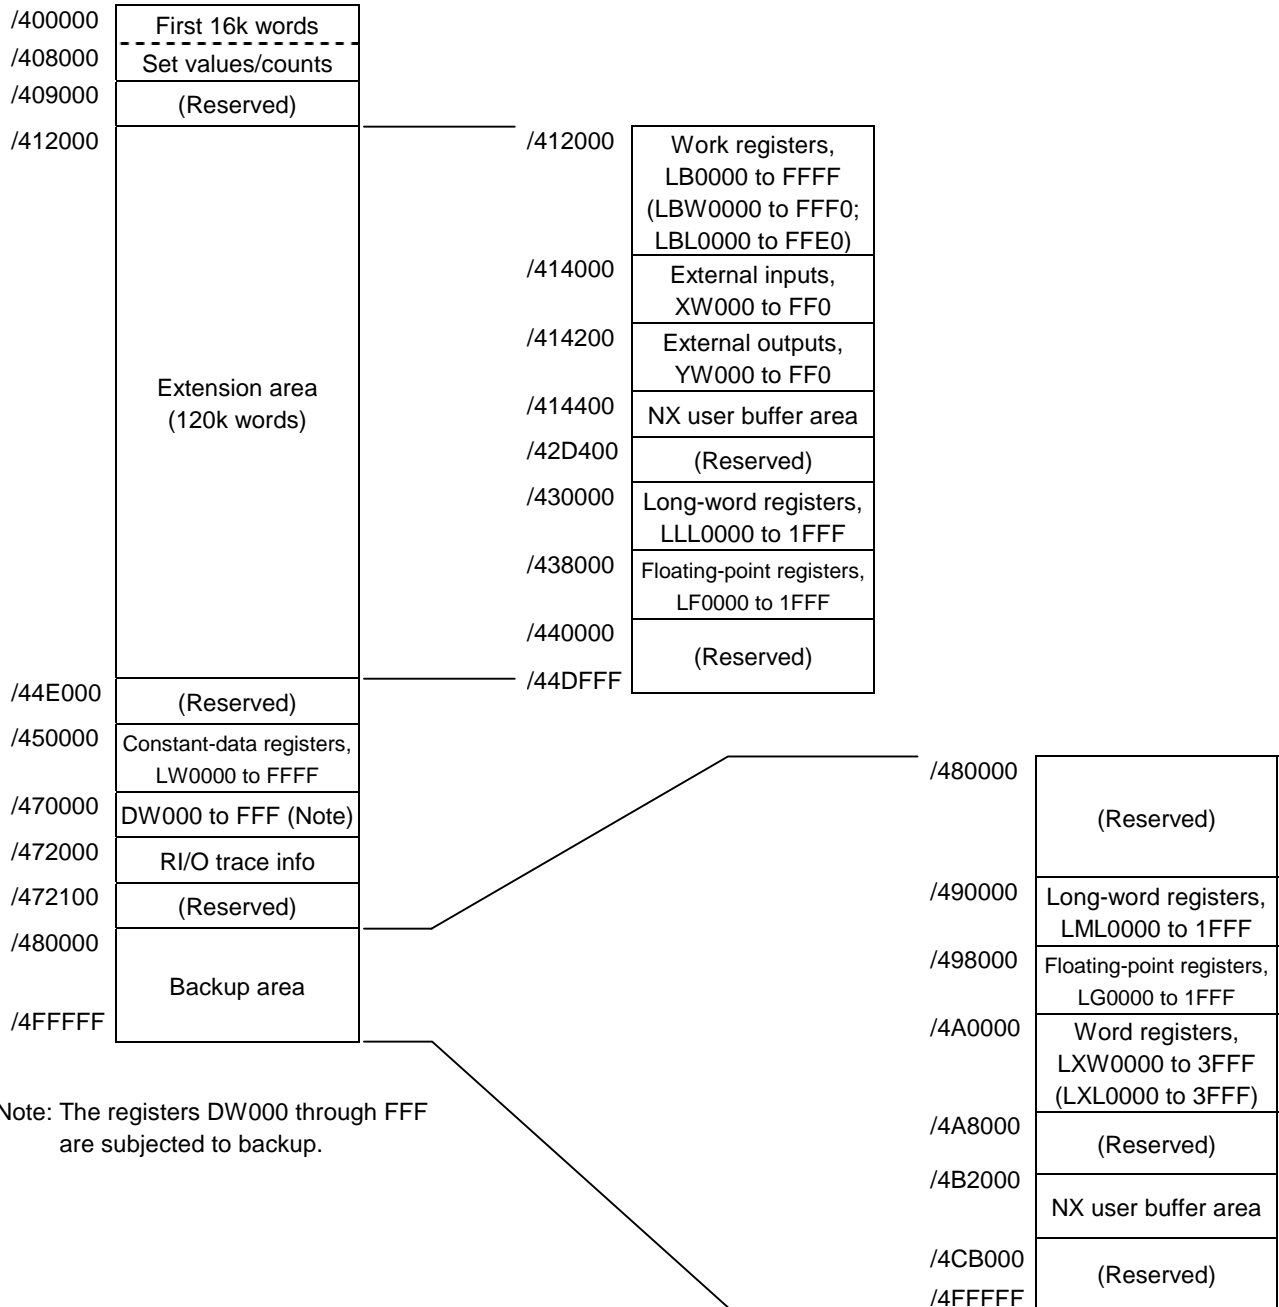 /400000
First 16k words
/408000
Set values/counts
/409000
(Reserved)
/412000
Extension area
(120k words)
/44E000
(Reserved)
/450000
Constant-data registers,
LW0000 to FFFF
/470000
DW000 to FFF (Note)
/472000
RI/O trace info
/472100
(Reserved)
/480000
Backup area
/4FFFFF
/412000
Work registers,
LB0000 to FFFF
(LBW0000 to FFF0;
LBL0000 to FFE0)
/414000
External inputs,
XW000 to FF0
/414200
External outputs,
YW000 to FF0
/414400
NX user buffer area
/42D400
(Reserved)
/430000
Long-word registers,
LLL0000 to 1FFF
/438000
Floating-point registers,
LF0000 to 1FFF
/440000
(Reserved)
/44DFFF
/480000
(Reserved)
/490000
Long-word registers,
LML0000 to 1FFF
/498000
Floating-point registers,
LG0000 to 1FFF
/4A0000
Word registers,
LXW0000 to 3FFF
(LXL0000 to 3FFF)
/4A8000
(Reserved)
/4B2000
NX user buffer area
/4CB000
(Reserved)
/4FFFFF
Note: The registers DW000 through FFF
are subjected to backup.